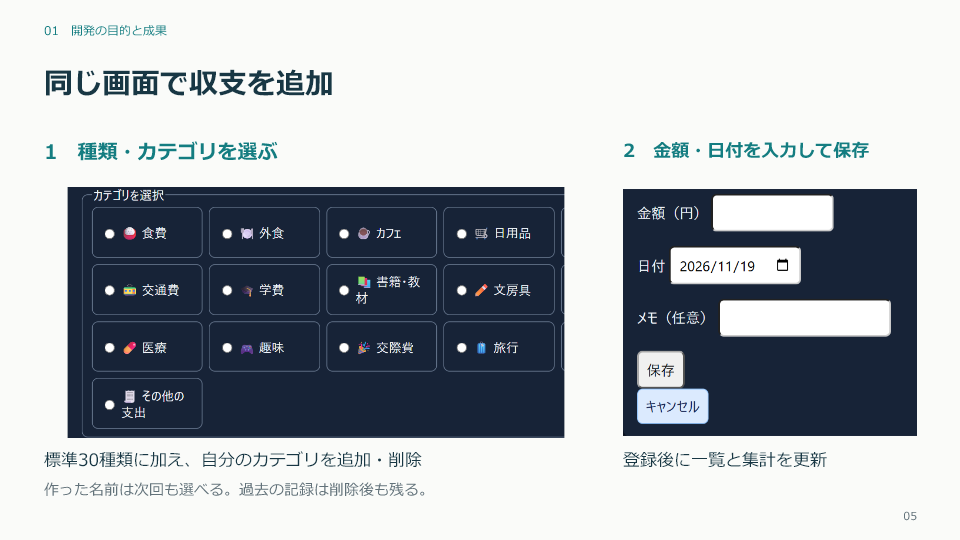 01　開発の目的と成果
同じ画面で収支を追加
1　種類・カテゴリを選ぶ
カテゴリを選択
食費
外食
カフェ
日用品
交通費
学費
書籍・教
材
文房具
医療
趣味
交際費
旅行
その他の
支出
標準30種類に加え、自分のカテゴリを追加・削除
作った名前は次回も選べる。過去の記録は削除後も残る。
2　金額・日付を入力して保存
金額（円）
日付 2026/11/19
メモ（任意）
保存
キャンセル
登録後に一覧と集計を更新
05